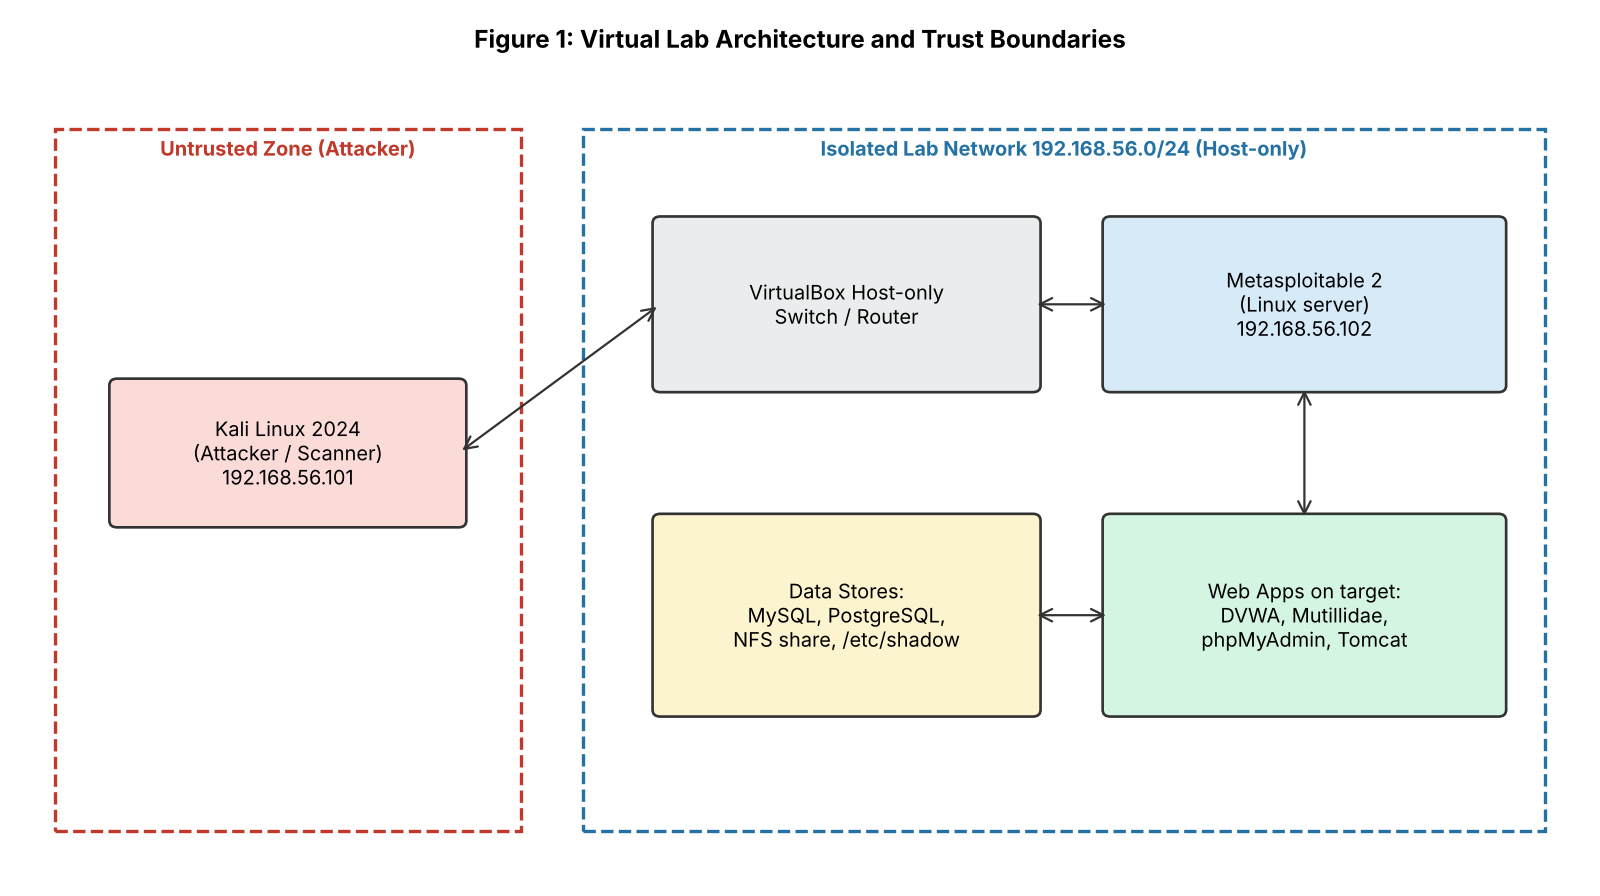 Figure 1: Virtual Lab Architecture and Trust Boundaries
Untrusted Zone (Attacker)
Kali Linux 2024
(Attacker / Scanner)
192.168.56.101
Isolated Lab Network 192.168.56.0/24 (Host-only)
VirtualBox Host-only
Switch / Router
Metasploitable 2
(Linux server)
192.168.56.102
Data Stores:
MySQL, PostgreSQL,
NFS share, /etc/shadow
Web Apps on target:
DVWA, Mutillidae,
phpMyAdmin, Tomcat